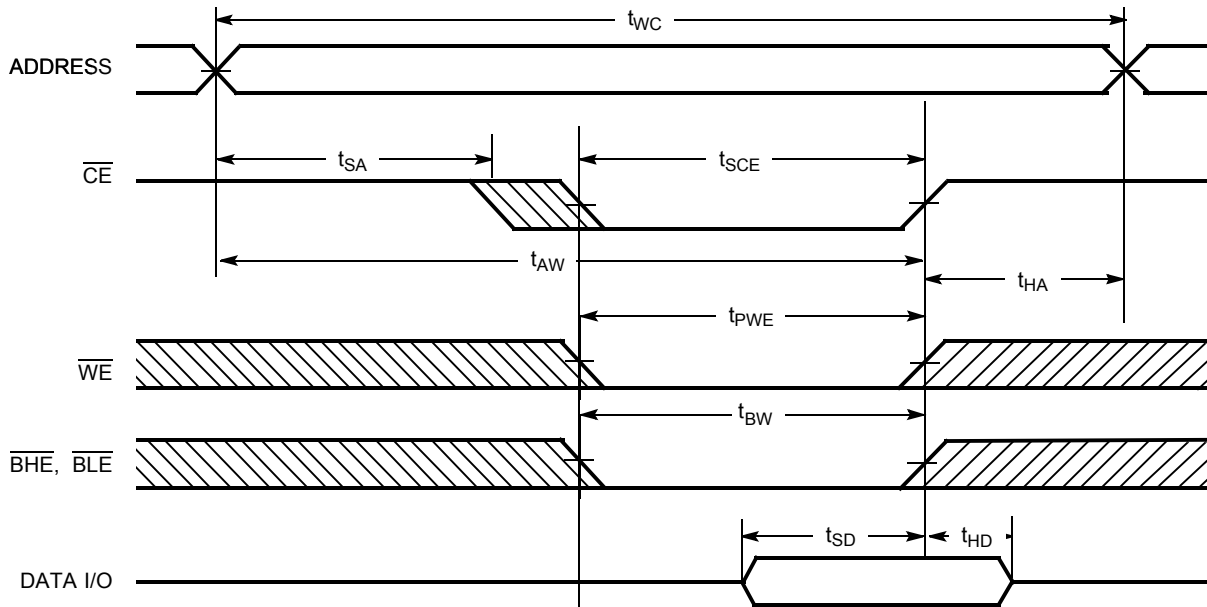 tWC
ADDRESS
tSA
tSCE
CE
tAW
tHA
tPWE
WE
tBW
BHE, BLE
tSD
tHD
DATA I/O